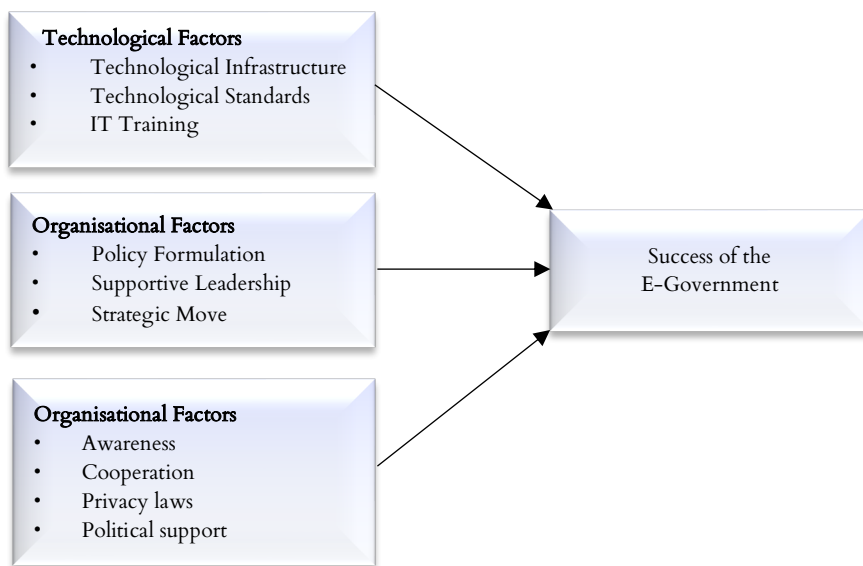 Technological Factors
• Technological Infrastructure
• Technological Standards
• IT Training
Organisational Factors
• Policy Formulation
• Supportive Leadership
• Strategic Move
Organisational Factors
• Awareness
• Cooperation
• Privacy laws
• Political support
Success of the
E-Government